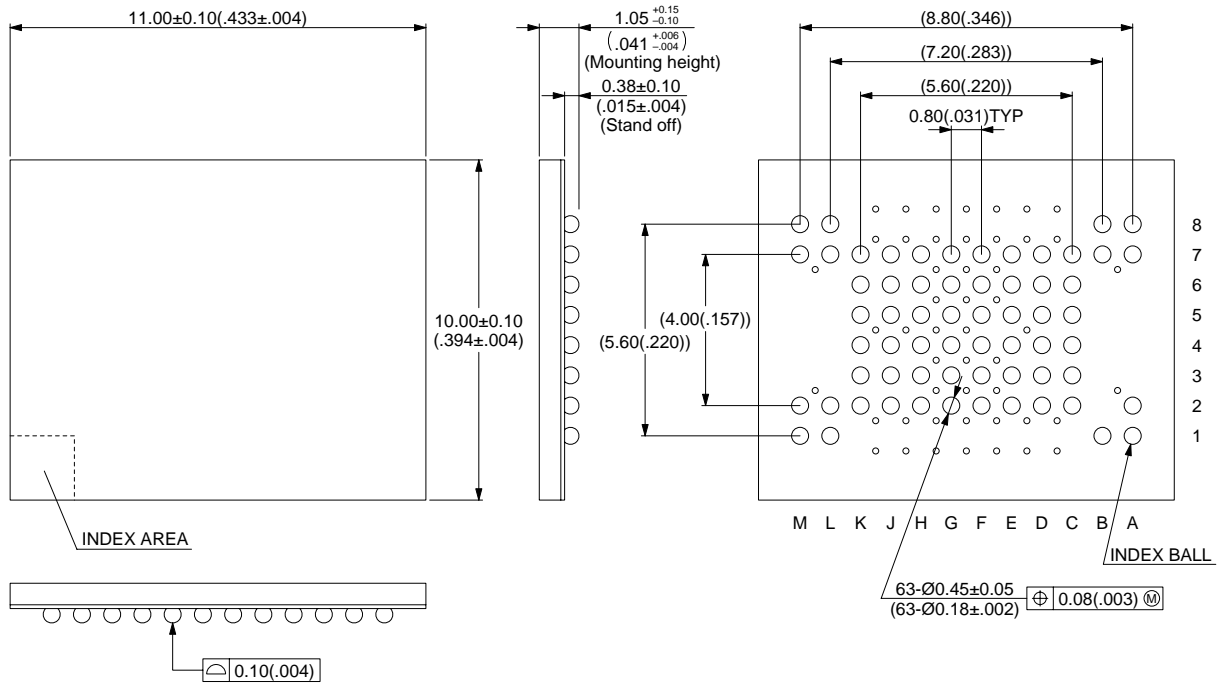 11.00±0.10(.433±.004)
1.05 +0.15 −0.10
(.041 +.006 −.004)
(Mounting height)
0.38±0.10
(.015±.004)
(Stand off)
(8.80(.346))
(7.20(.283))
(5.60(.220))
0.80(.031)TYP
10.00±0.10
(.394±.004)
(5.60(.220))
(4.00(.157))
8
7
6
5
4
3
2
1
M L K J H G F E D C B A
INDEX AREA
INDEX BALL
63-Ø0.45±0.05
(63-Ø0.18±.002)
⌖ 0.08(.003) Ⓜ
⌓ 0.10(.004)